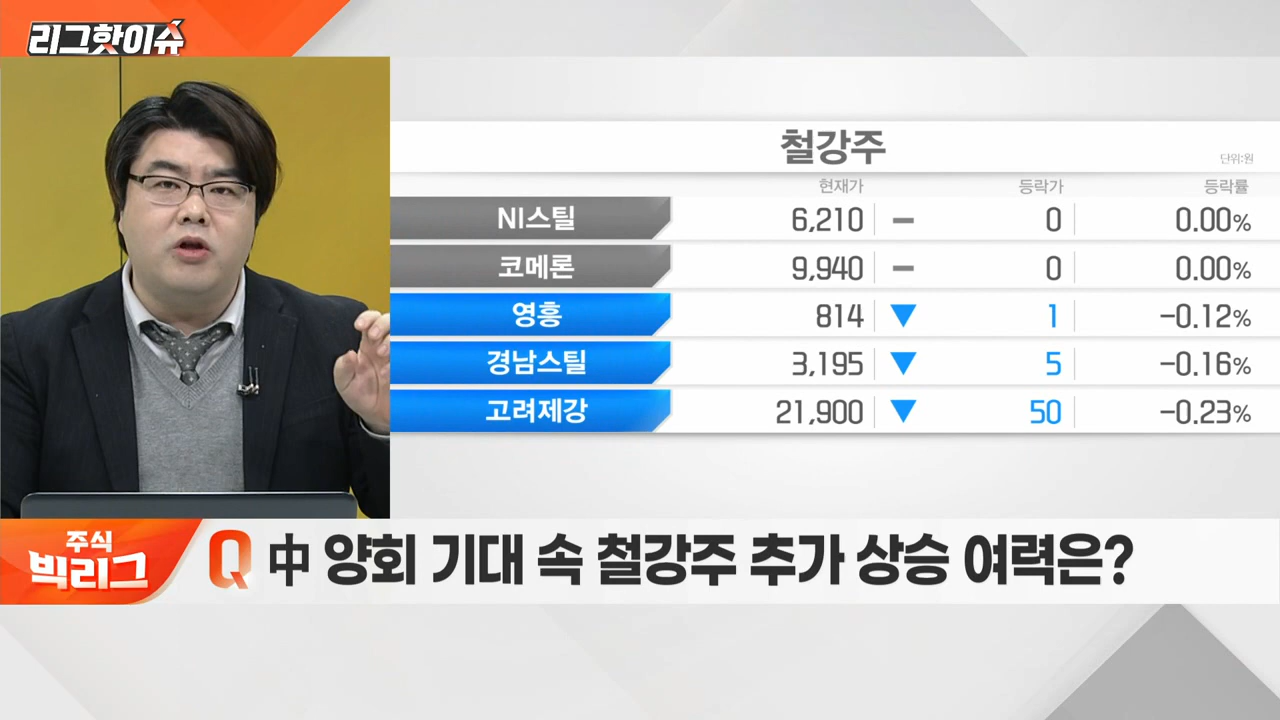 리그핫이슈
철강주
단위:원
현재가 등락가 등락률
NI스틸 6,210 0 0.00%
코메론 9,940 0 0.00%
영흥 814 ▼ 1 -0.12%
경남스틸 3,195 ▼ 5 -0.16%
고려제강 21,900 ▼ 50 -0.23%
주식
빅리그
Q 中 양회 기대 속 철강주 추가 상승 여력은?